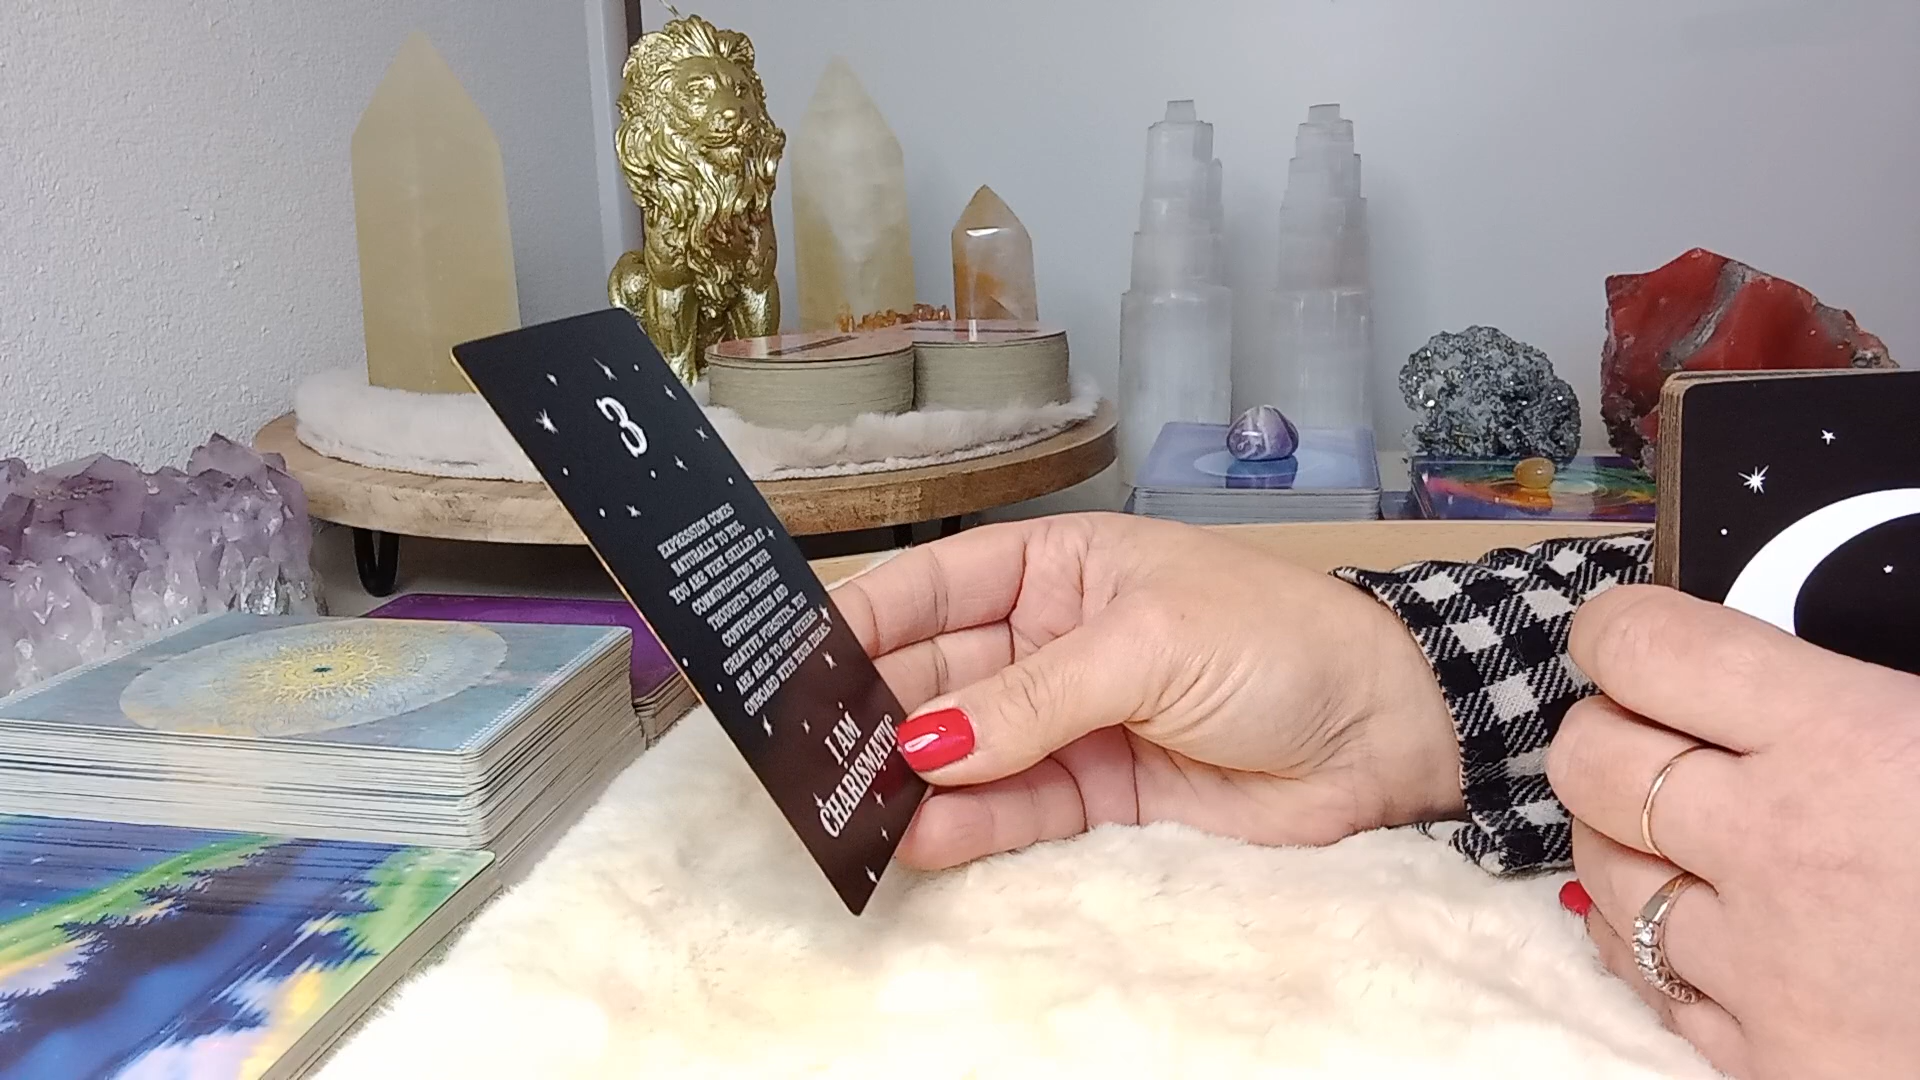 3
EXPRESSION COMES
NATURALLY TO YOU.
YOU ARE VERY SKILLED AT
COMMUNICATING YOUR
THOUGHTS THROUGH
CONVERSATION AND
CREATIVE PURSUITS. YOU
ARE ABLE TO GET OTHERS
ONBOARD WITH YOUR IDEAS.
I AM
CHARISMATIC